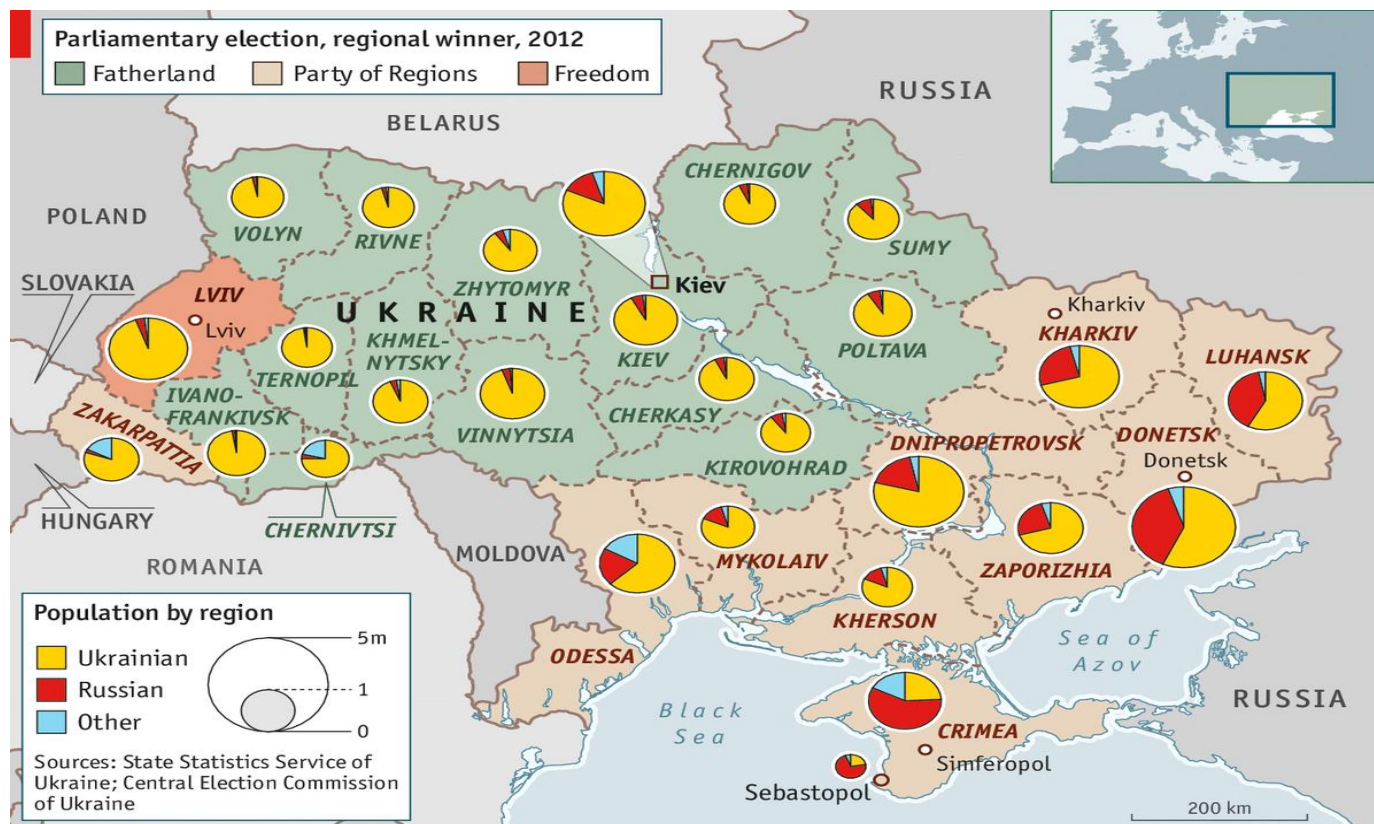 Parliamentary election, regional winner, 2012
Fatherland Party of Regions Freedom
RUSSIA
BELARUS
POLAND
SLOVAKIA
HUNGARY
ROMANIA
MOLDOVA
UKRAINE
VOLYN
RIVNE
ZHYTOMYR
CHERNIGOV
SUMY
Kiev
KIEV
LVIV
Lviv
TERNOPIL
KHMEL-
NYTSKY
IVANO-
FRANKIVSK
ZAKARPATTIA
CHERNIVTSI
VINNYTSIA
CHERKASY
POLTAVA
KIROVOHRAD
Kharkiv
KHARKIV
LUHANSK
DNIPROPETROVSK
DONETSK
Donetsk
MYKOLAIV
ZAPORIZHIA
KHERSON
ODESSA
CRIMEA
Simferopol
Sebastopol
Black
Sea
Sea of
Azov
RUSSIA
Population by region
Ukrainian
Russian
Other
5m
1
0
Sources: State Statistics Service of
Ukraine; Central Election Commission
of Ukraine
200 km